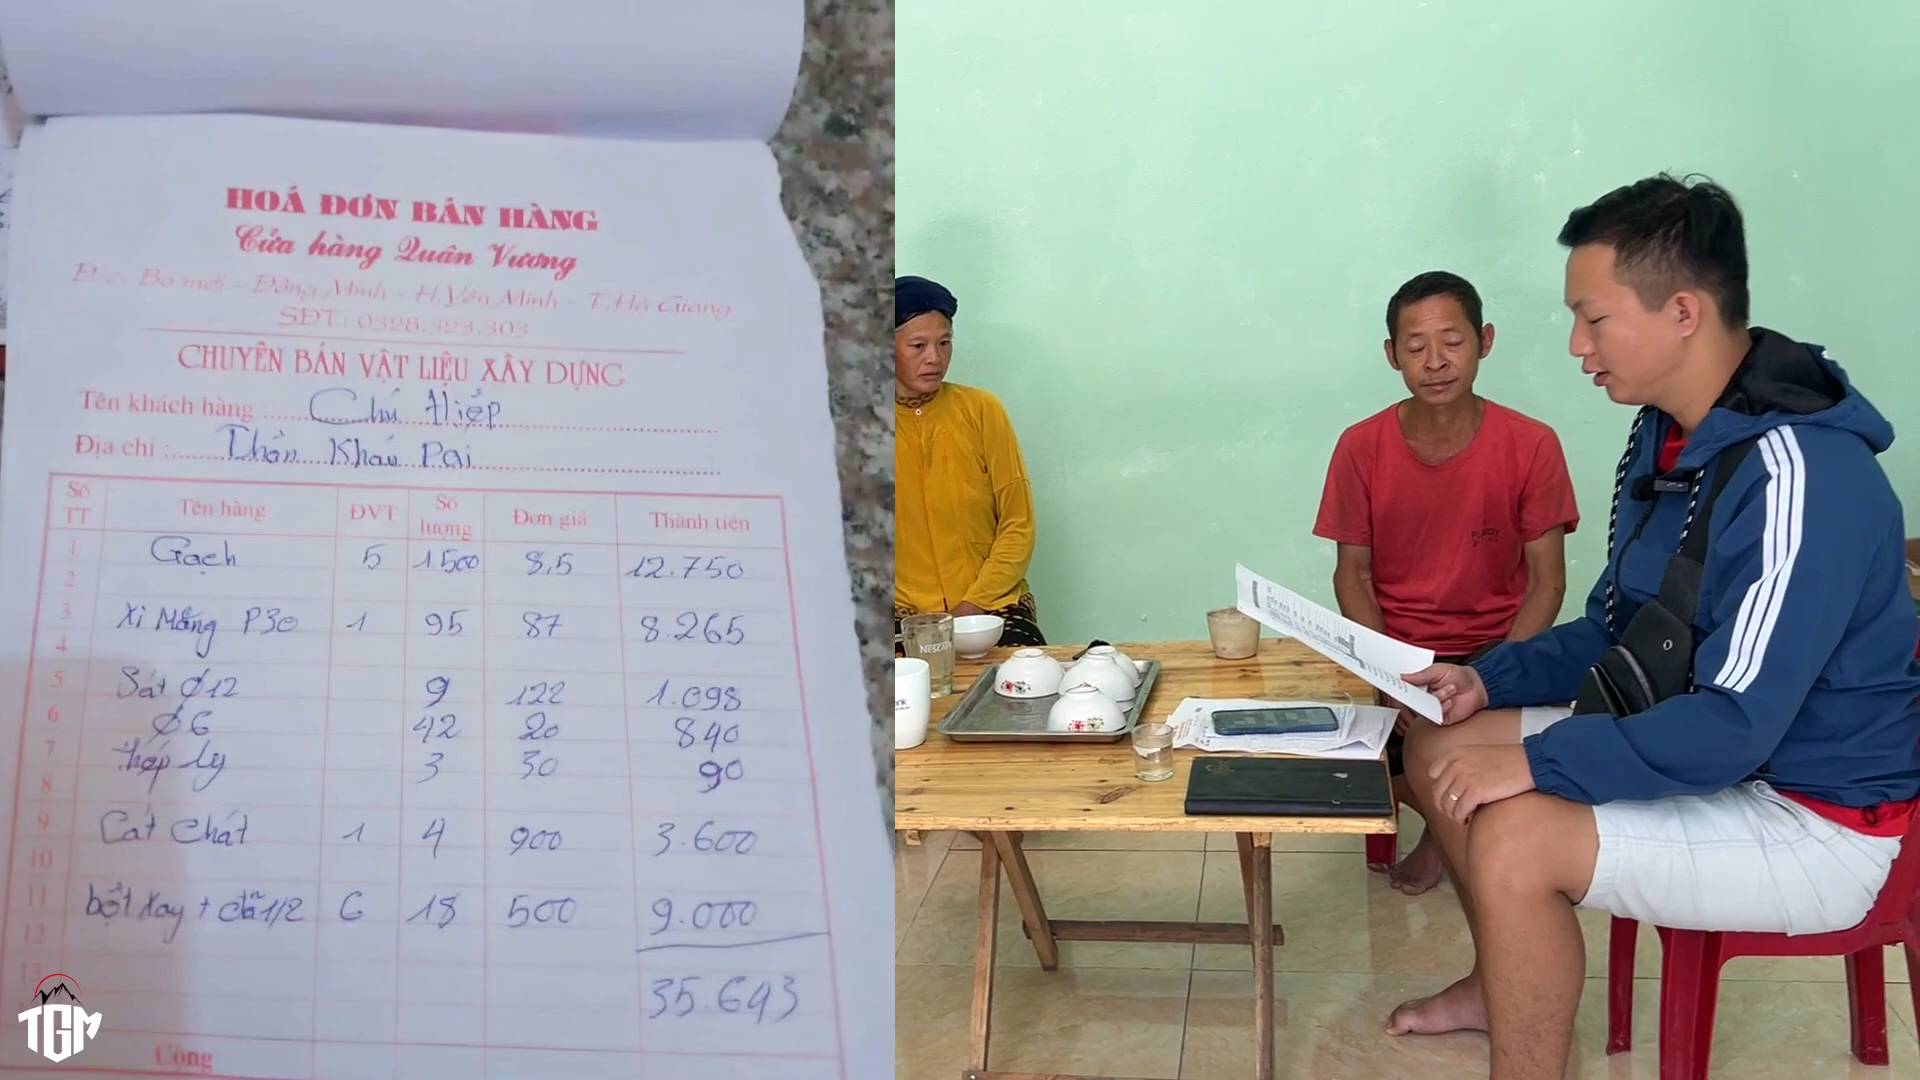 HOÁ ĐƠN BÁN HÀNG
Cửa hàng Quân Vương
Đ/c: Bó mới - Đông Minh - H.Yên Minh - T.Hà Giang
SĐT: 0328.323.303
CHUYÊN BÁN VẬT LIỆU XÂY DỰNG
Tên khách hàng : Chú Hiệp
Địa chỉ : Thôn Kháu Pai
Số TT Tên hàng ĐVT Số lượng Đơn giá Thành tiền
1 Gạch 5 1500 8,5 12.750
2
3 Xi Măng P30 1 95 87 8.265
4
5 Sắt Ø12 9 122 1.098
6 Ø6 42 20 840
7 thép ly 3 30 90
8
9 Cát Chát 1 4 900 3.600
10
11 bột xay + đá 1/2 6 18 500 9.000
12
13 35.643
Cộng
TGM
NESCAFÉ